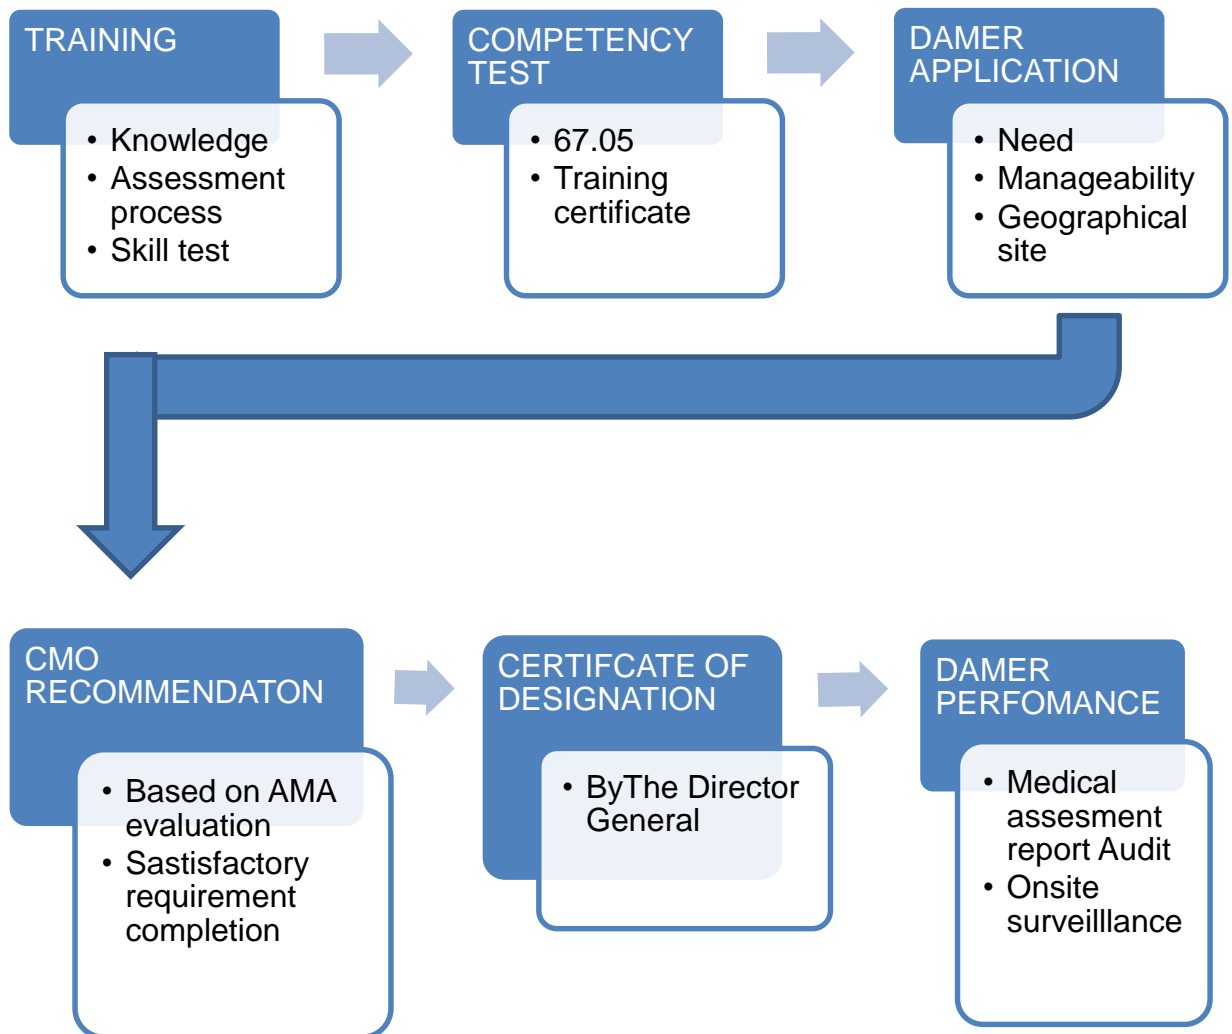 TRAINING
• Knowledge
• Assessment
process
• Skill test
COMPETENCY
TEST
• 67.05
• Training
certificate
DAMER
APPLICATION
• Need
• Manageability
• Geographical
site
CMO
RECOMMENDATON
• Based on AMA
evaluation
• Sastisfactory
requirement
completion
CERTIFCATE OF
DESIGNATION
• ByThe Director
General
DAMER
PERFOMANCE
• Medical
assesment
report Audit
• Onsite
surveilllance